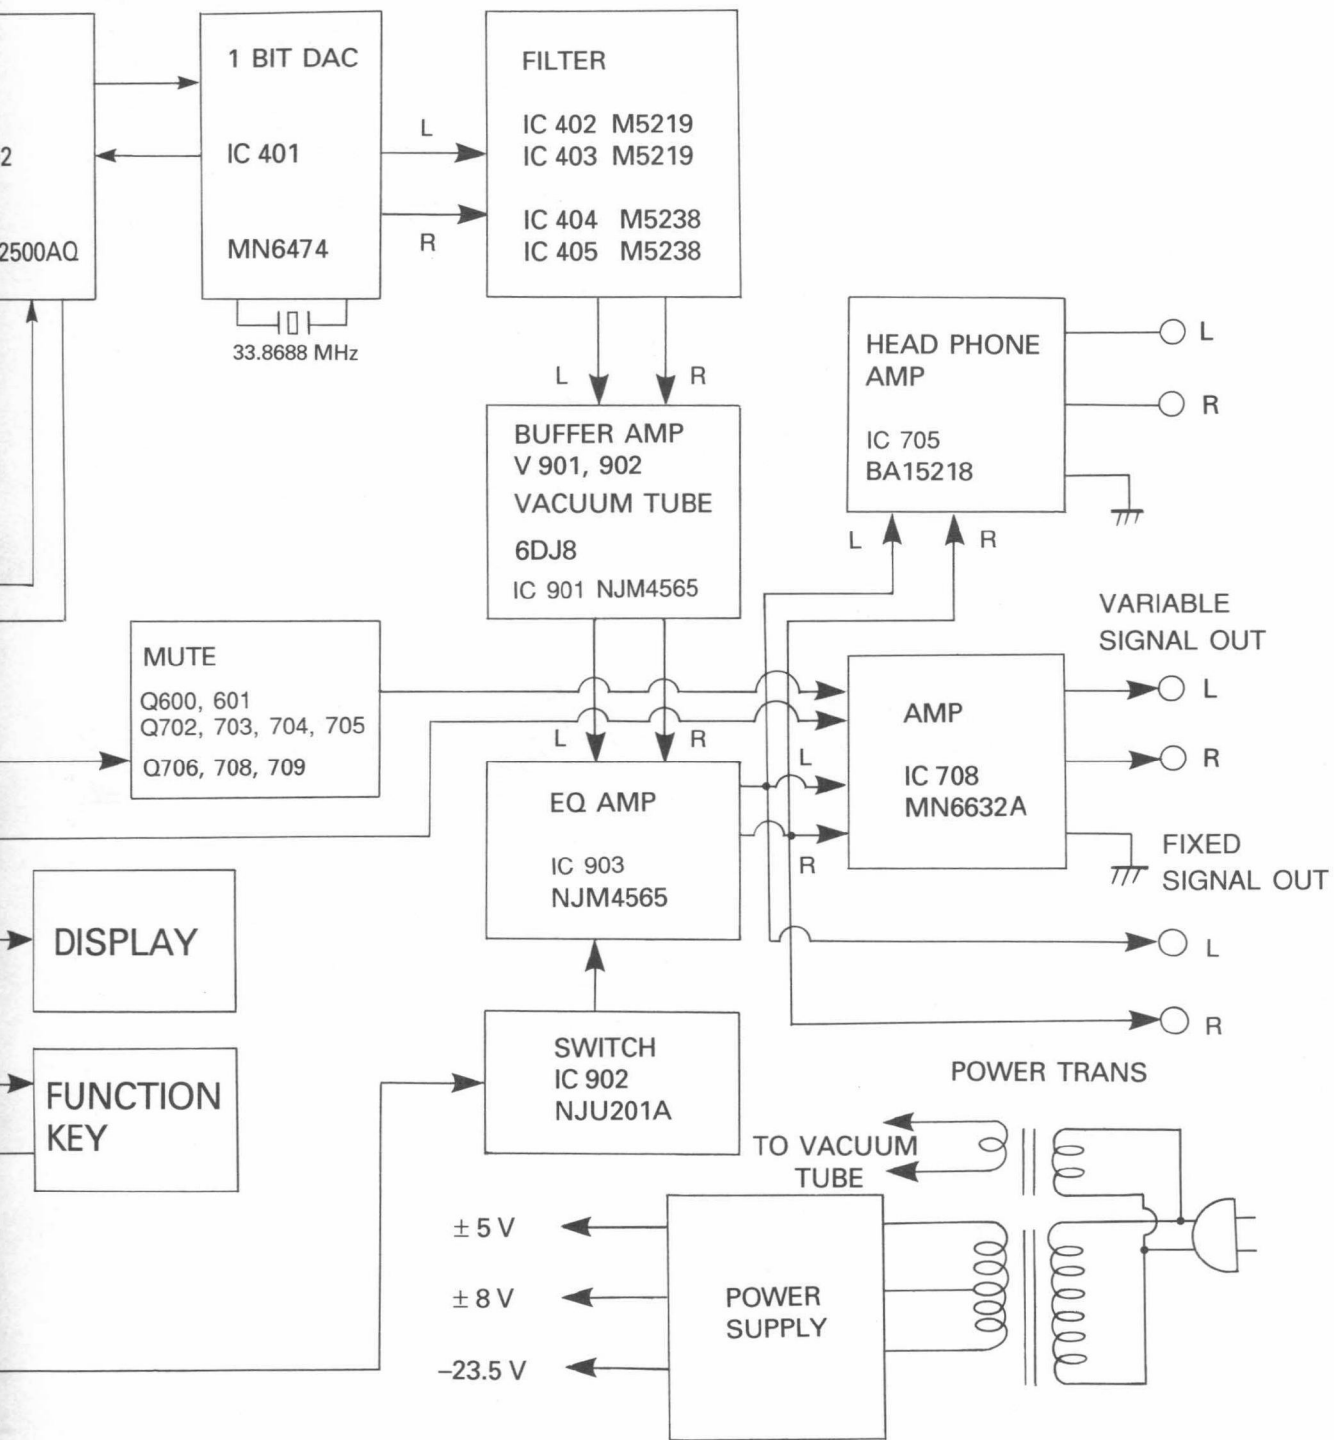 2
2500AQ
1 BIT DAC
IC 401
MN6474
33.8688 MHz
L
R
FILTER
IC 402 M5219
IC 403 M5219
IC 404 M5238
IC 405 M5238
L
R
BUFFER AMP
V 901, 902
VACUUM TUBE
6DJ8
IC 901 NJM4565
HEAD PHONE
AMP
IC 705
BA15218
L
R
L
R
MUTE
Q600, 601
Q702, 703, 704, 705
Q706, 708, 709
L
R
EQ AMP
IC 903
NJM4565
L
R
AMP
IC 708
MN6632A
VARIABLE
SIGNAL OUT
L
R
FIXED
SIGNAL OUT
L
R
DISPLAY
FUNCTION
KEY
SWITCH
IC 902
NJU201A
POWER TRANS
TO VACUUM
TUBE
± 5 V
± 8 V
–23.5 V
POWER
SUPPLY